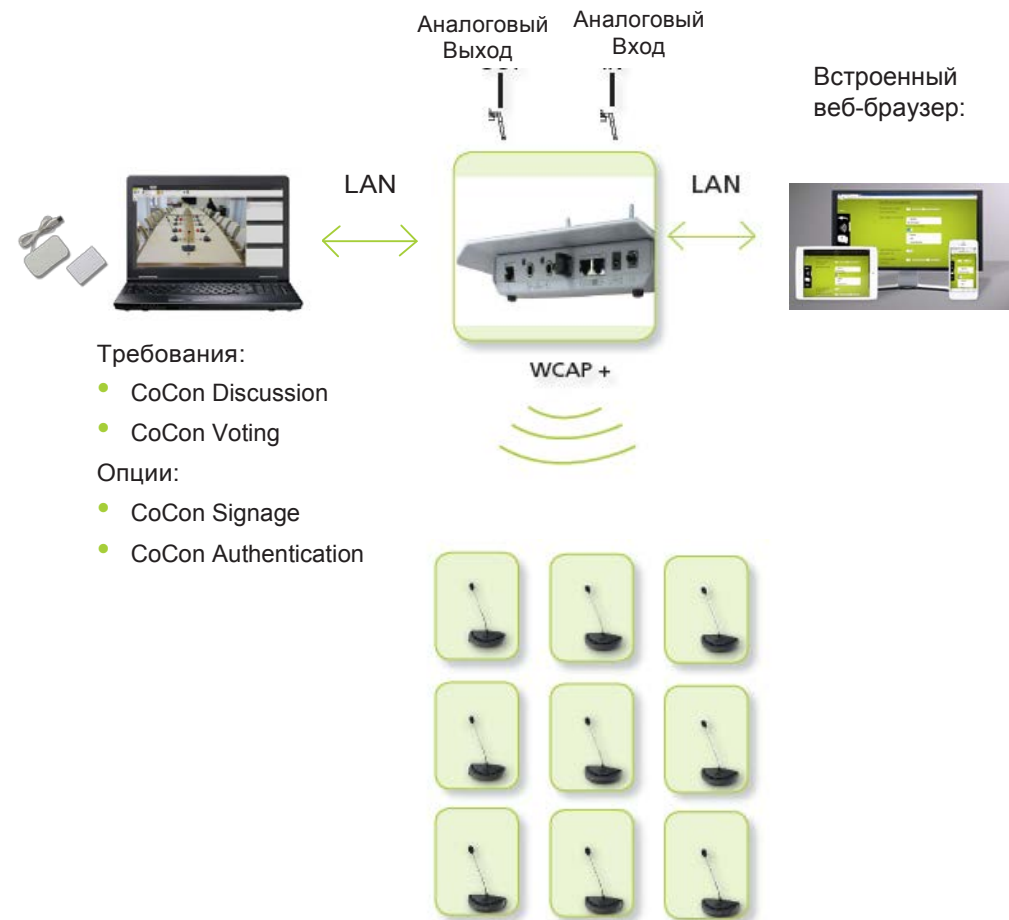 Аналоговый
Выход
Аналоговый
Вход
Встроенный
веб-браузер:
LAN
LAN
Требования:
• CoCon Discussion
• CoCon Voting
Опции:
• CoCon Signage
• CoCon Authentication
WCAP +